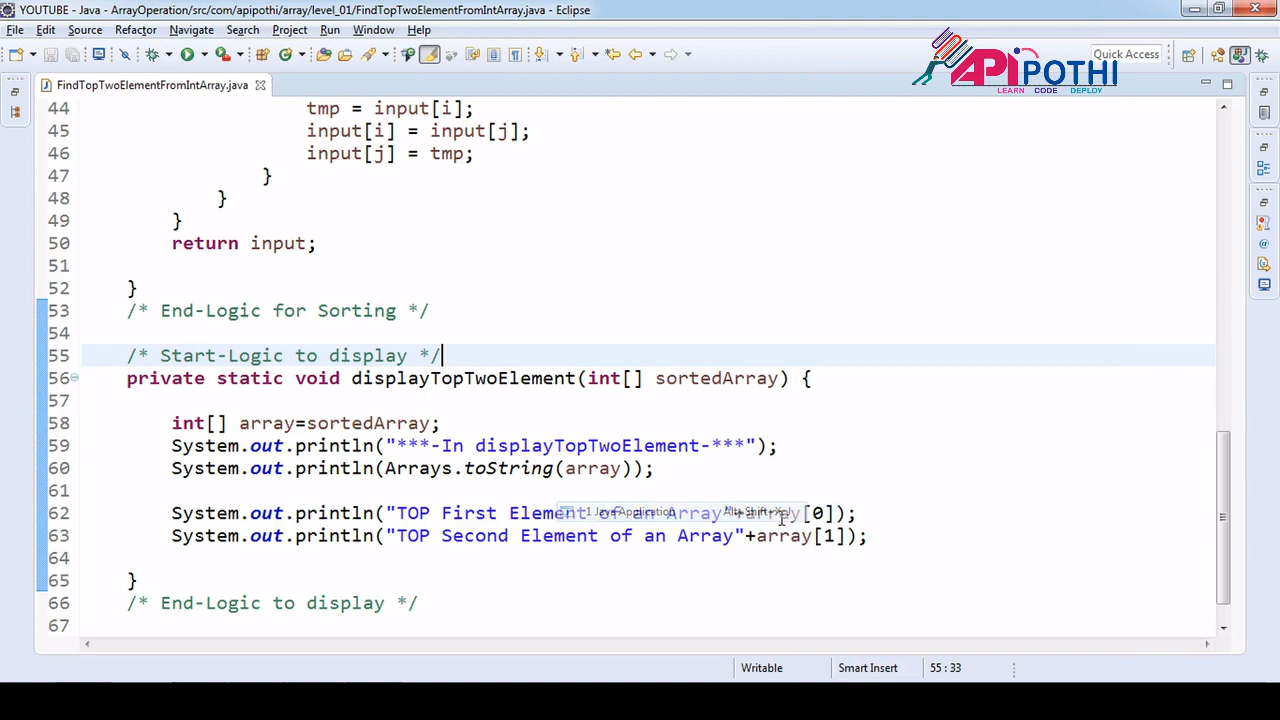 YOUTUBE - Java - ArrayOperation/src/com/apipothi/array/level_01/FindTopTwoElementFromIntArray.java - Eclipse
File Edit Source Refactor Navigate Search Project Run Window Help
Quick Access
APIPOTHI
LEARN CODE DEPLOY
FindTopTwoElementFromIntArray.java
44 tmp = input[i];
45 input[i] = input[j];
46 input[j] = tmp;
47 }
48 }
49 }
50 return input;
51
52 }
53 /* End-Logic for Sorting */
54
55 /* Start-Logic to display */
56 private static void displayTopTwoElement(int[] sortedArray) {
57
58 int[] array=sortedArray;
59 System.out.println("***-In displayTopTwoElement-***");
60 System.out.println(Arrays.toString(array));
61
62 System.out.println("TOP First Element of an Array"+array[0]);
1 Java Application Alt+Shift+X,J
63 System.out.println("TOP Second Element of an Array"+array[1]);
64
65 }
66 /* End-Logic to display */
67
Writable Smart Insert 55 : 33